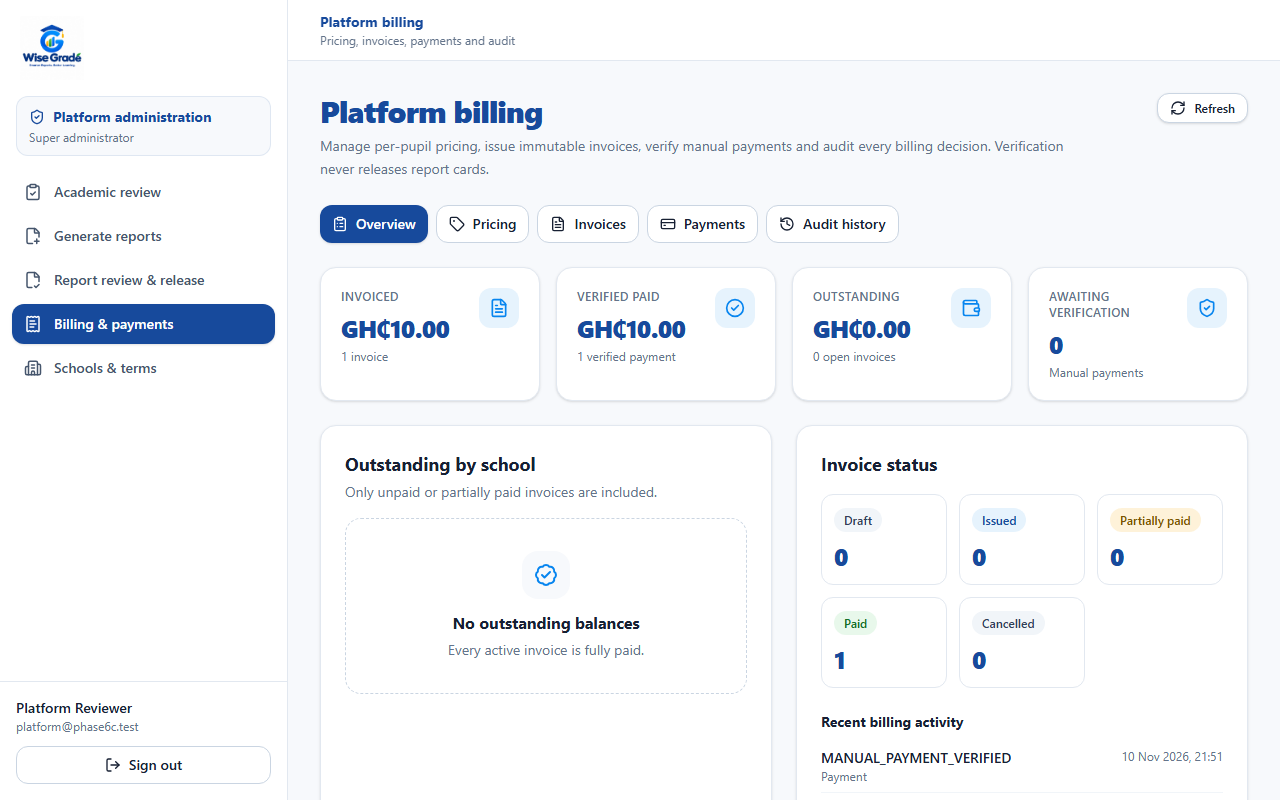 Wise Grade
Platform administration
Super administrator
Academic review
Generate reports
Report review & release
Billing & payments
Schools & terms
Platform Reviewer
platform@phase6c.test
Sign out
Platform billing
Pricing, invoices, payments and audit
Platform billing
Refresh
Manage per-pupil pricing, issue immutable invoices, verify manual payments and audit every billing decision. Verification
never releases report cards.
Overview
Pricing
Invoices
Payments
Audit history
INVOICED
GH₵10.00
1 invoice
VERIFIED PAID
GH₵10.00
1 verified payment
OUTSTANDING
GH₵0.00
0 open invoices
AWAITING
VERIFICATION
0
Manual payments
Outstanding by school
Only unpaid or partially paid invoices are included.
No outstanding balances
Every active invoice is fully paid.
Invoice status
Draft
0
Issued
0
Partially paid
0
Paid
1
Cancelled
0
Recent billing activity
MANUAL_PAYMENT_VERIFIED
10 Nov 2026, 21:51
Payment